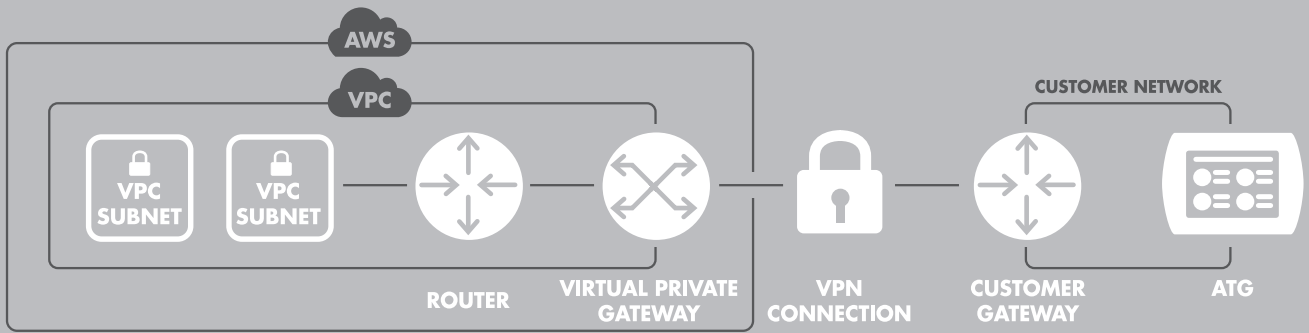 AWS
VPC
CUSTOMER NETWORK
VPC
SUBNET
VPC
SUBNET
ROUTER
VIRTUAL PRIVATE
GATEWAY
VPN
CONNECTION
CUSTOMER
GATEWAY
ATG